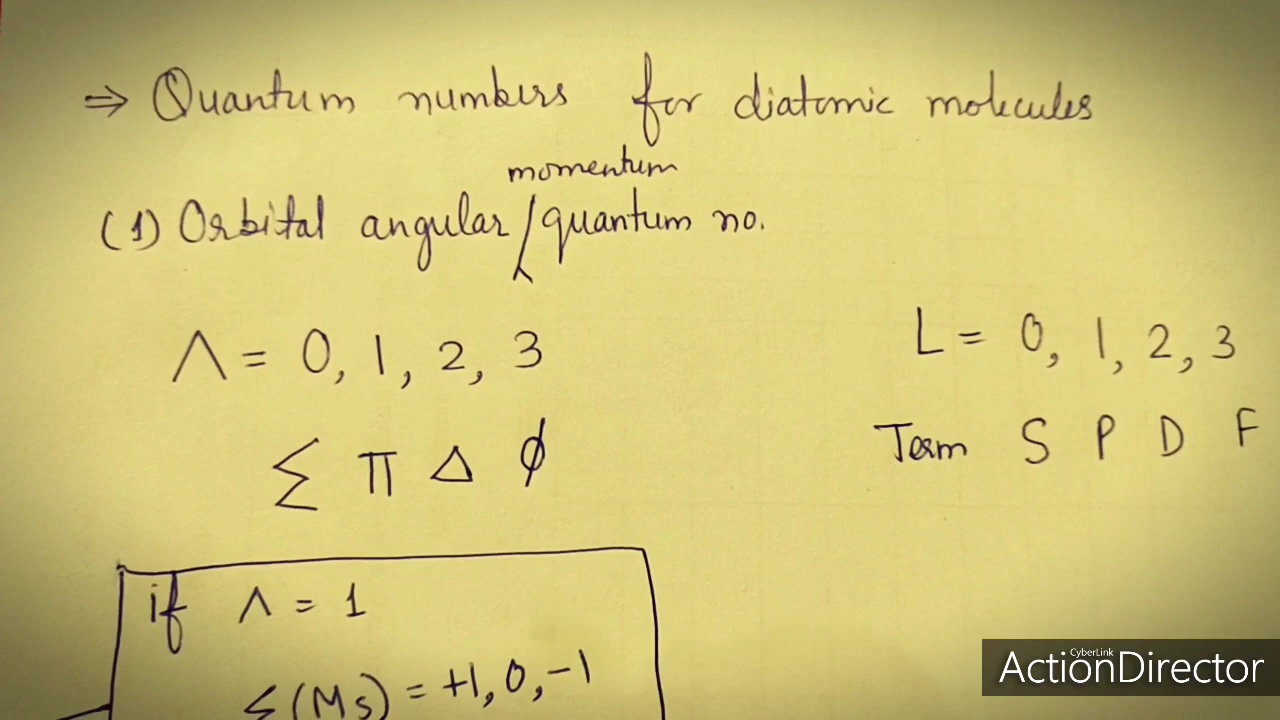 ⇒ Quantum numbers for diatomic molecules
momentum
(1) Orbital angular / quantum no.
Λ = 0, 1, 2, 3
L = 0, 1, 2, 3
Σ Π Δ ϕ
Term S P D F
if Λ = 1
Σ(Ms) = +1, 0, -1
CyberLink
ActionDirector